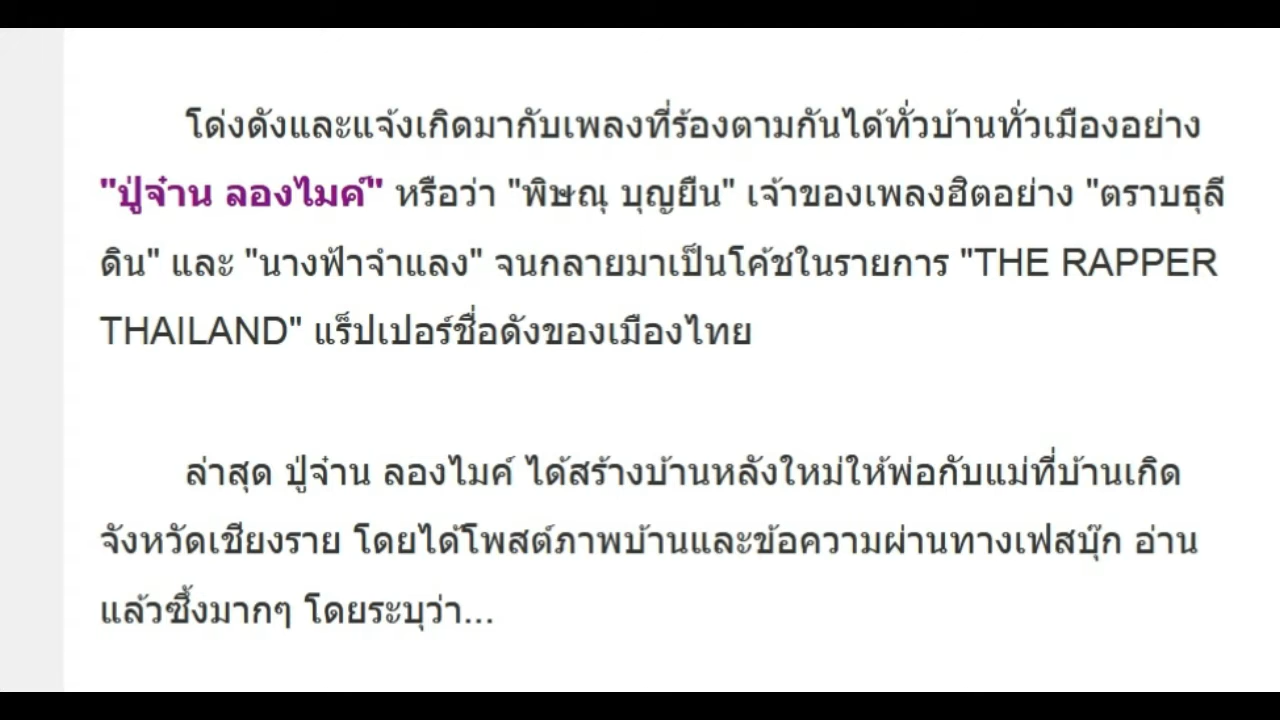 โด่งดังและแจ้งเกิดมากับเพลงที่ร้องตามกันได้ทั่วบ้านทั่วเมืองอย่าง
"ปู่จ๋าน ลองไมค์" หรือว่า "พิษณุ บุญยืน" เจ้าของเพลงฮิตอย่าง "ตราบธุลี
ดิน" และ "นางฟ้าจำแลง" จนกลายมาเป็นโค้ชในรายการ "THE RAPPER
THAILAND" แร็ปเปอร์ชื่อดังของเมืองไทย
ล่าสุด ปู่จ๋าน ลองไมค์ ได้สร้างบ้านหลังใหม่ให้พ่อกับแม่ที่บ้านเกิด
จังหวัดเชียงราย โดยได้โพสต์ภาพบ้านและข้อความผ่านทางเฟสบุ๊ก อ่าน
แล้วซึ้งมากๆ โดยระบุว่า...